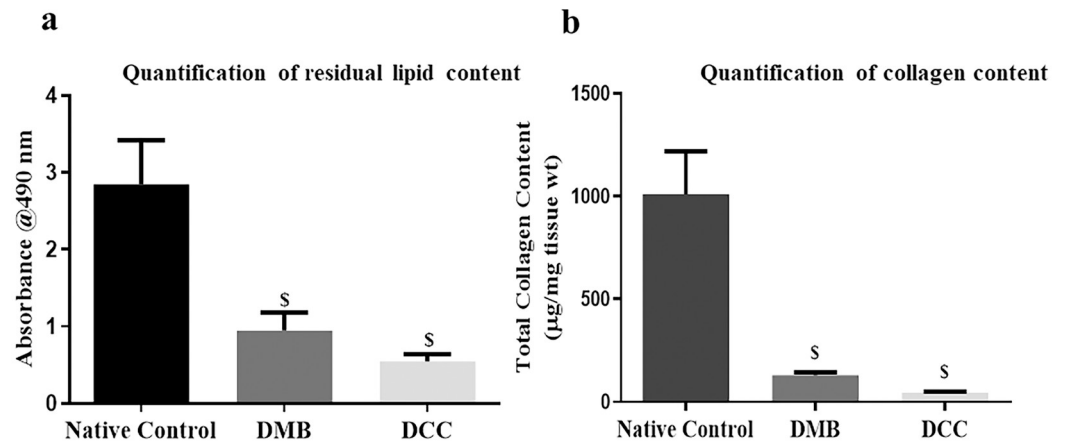 a
Quantification of residual lipid content
Absorbance @490 nm
4
3
2
1
0
$
$
Native Control DMB DCC
b
Quantification of collagen content
Total Collagen Content
(µg/mg tissue wt)
1500
1000
500
0
$
$
Native Control DMB DCC